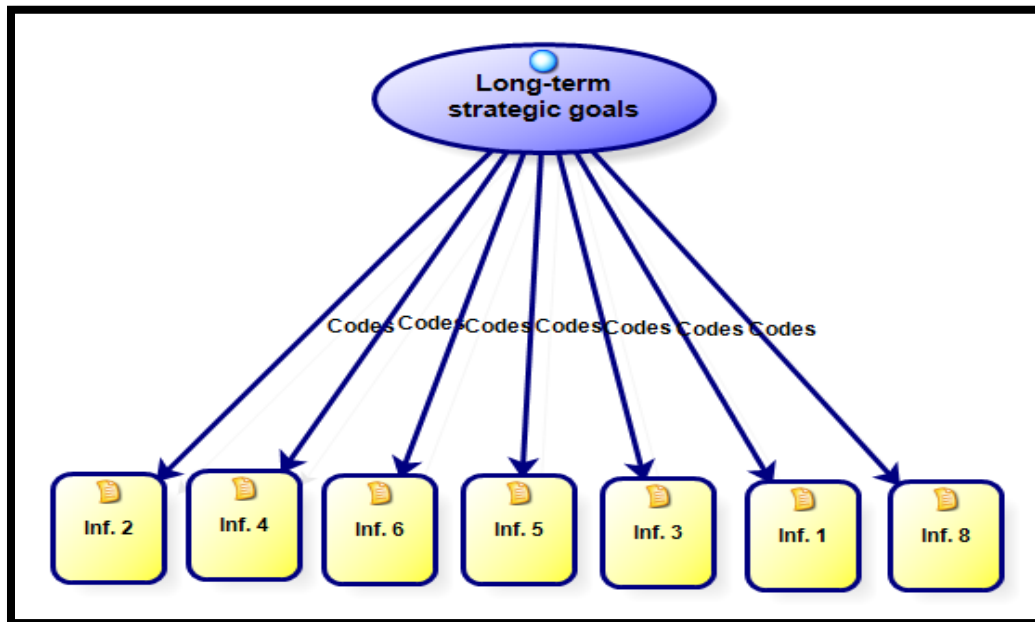 Long-term
strategic goals
Codes Codes Codes Codes Codes Codes Codes
Inf. 2 Inf. 4 Inf. 6 Inf. 5 Inf. 3 Inf. 1 Inf. 8